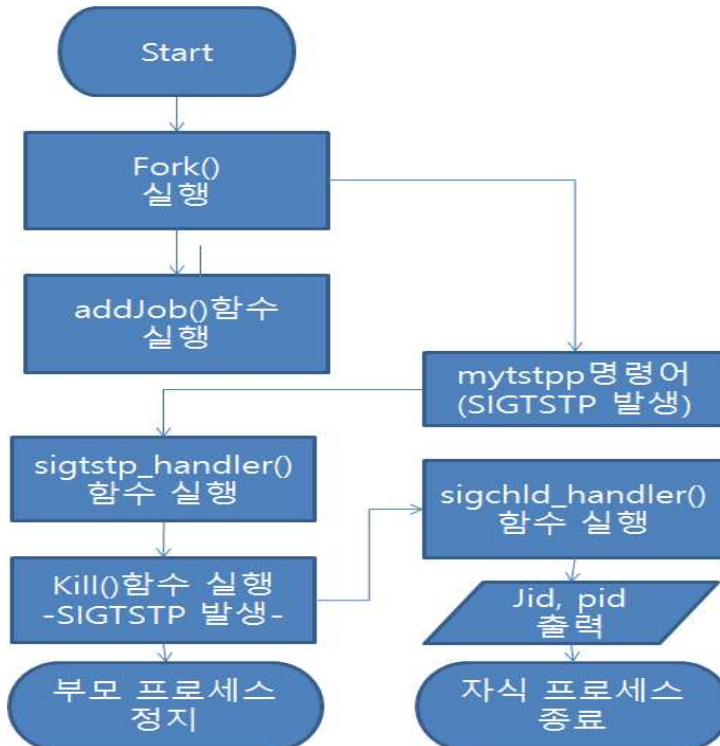 Start
Fork()
실행
addJob()함수
실행
mytstpp명령어
(SIGTSTP 발생)
sigtstp_handler()
함수 실행
sigchld_handler()
함수 실행
Kill()함수 실행
-SIGTSTP 발생-
Jid, pid
출력
부모 프로세스
정지
자식 프로세스
종료